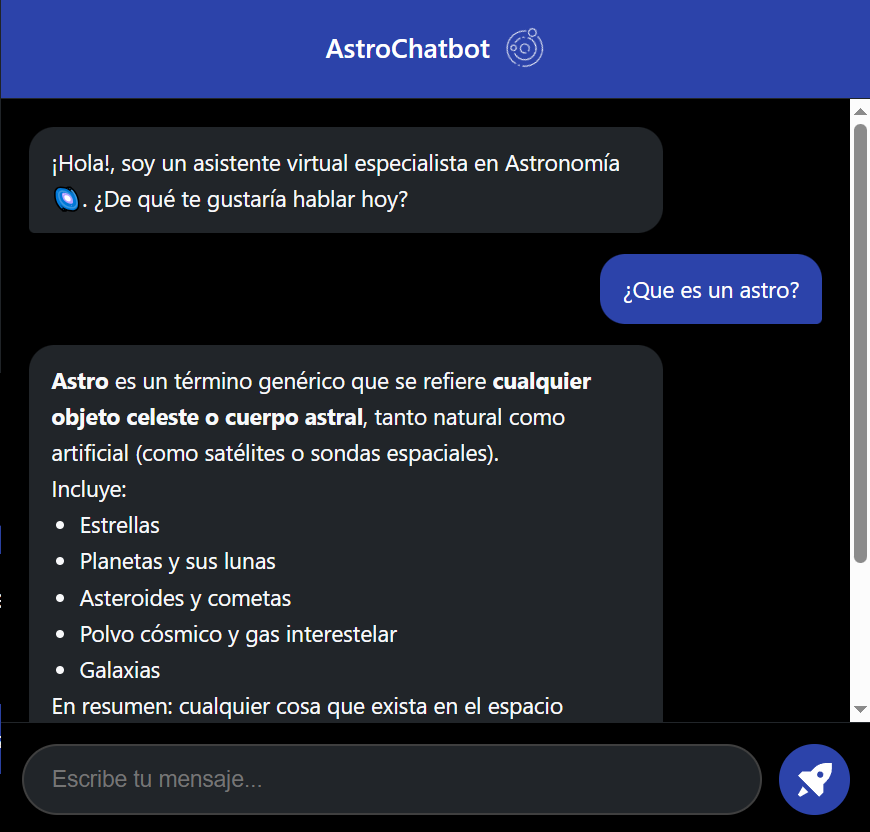 AstroChatbot
¡Hola!, soy un asistente virtual especialista en Astronomía
. ¿De qué te gustaría hablar hoy?
¿Que es un astro?
Astro es un término genérico que se refiere cualquier
objeto celeste o cuerpo astral, tanto natural como
artificial (como satélites o sondas espaciales).
Incluye:
• Estrellas
• Planetas y sus lunas
• Asteroides y cometas
• Polvo cósmico y gas interestelar
• Galaxias
En resumen: cualquier cosa que exista en el espacio
Escribe tu mensaje...